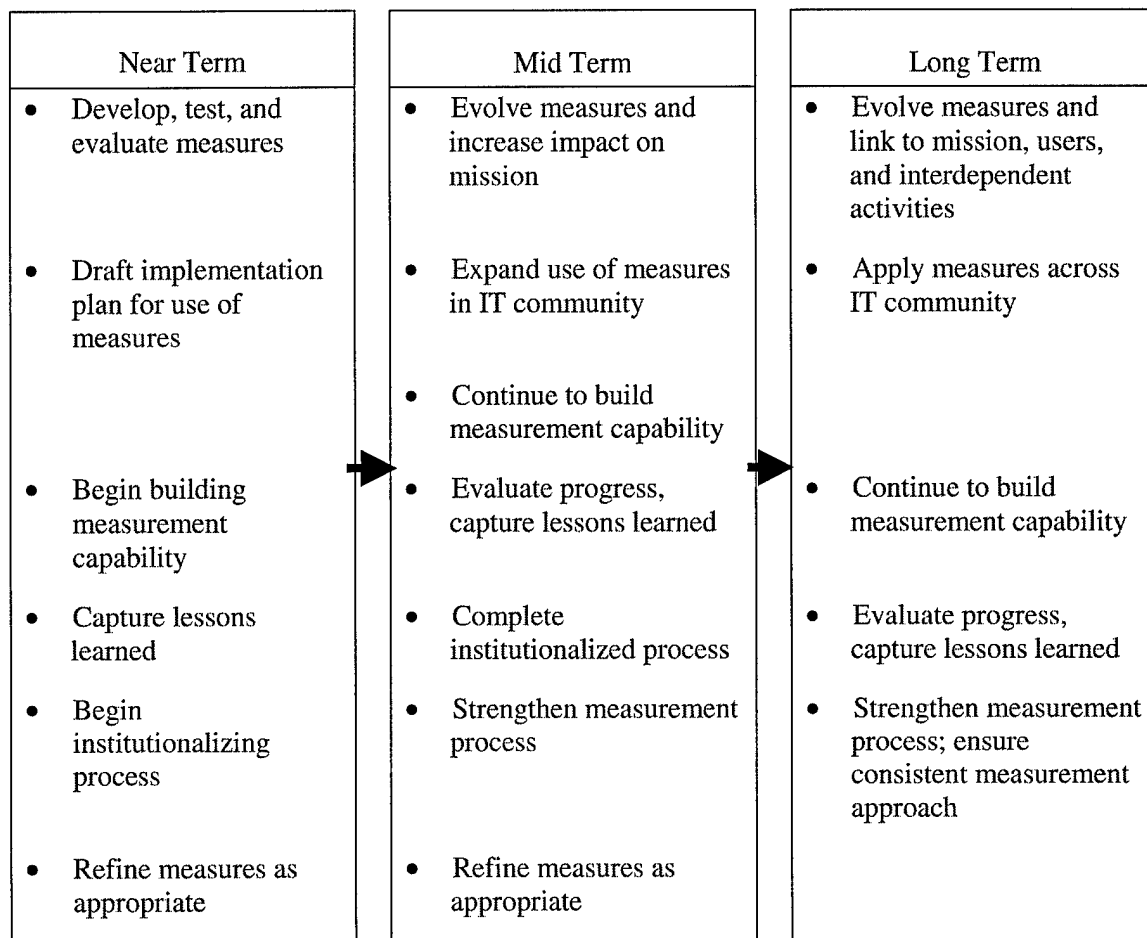 Near Term
• Develop, test, and
evaluate measures
• Draft implementation
plan for use of
measures
• Begin building
measurement
capability
• Capture lessons
learned
• Begin
institutionalizing
process
• Refine measures as
appropriate
Mid Term
• Evolve measures and
increase impact on
mission
• Expand use of measures
in IT community
• Continue to build
measurement capability
• Evaluate progress,
capture lessons learned
• Complete
institutionalized process
• Strengthen measurement
process
• Refine measures as
appropriate
Long Term
• Evolve measures and
link to mission, users,
and interdependent
activities
• Apply measures across
IT community
• Continue to build
measurement capability
• Evaluate progress,
capture lessons learned
• Strengthen measurement
process; ensure
consistent measurement
approach